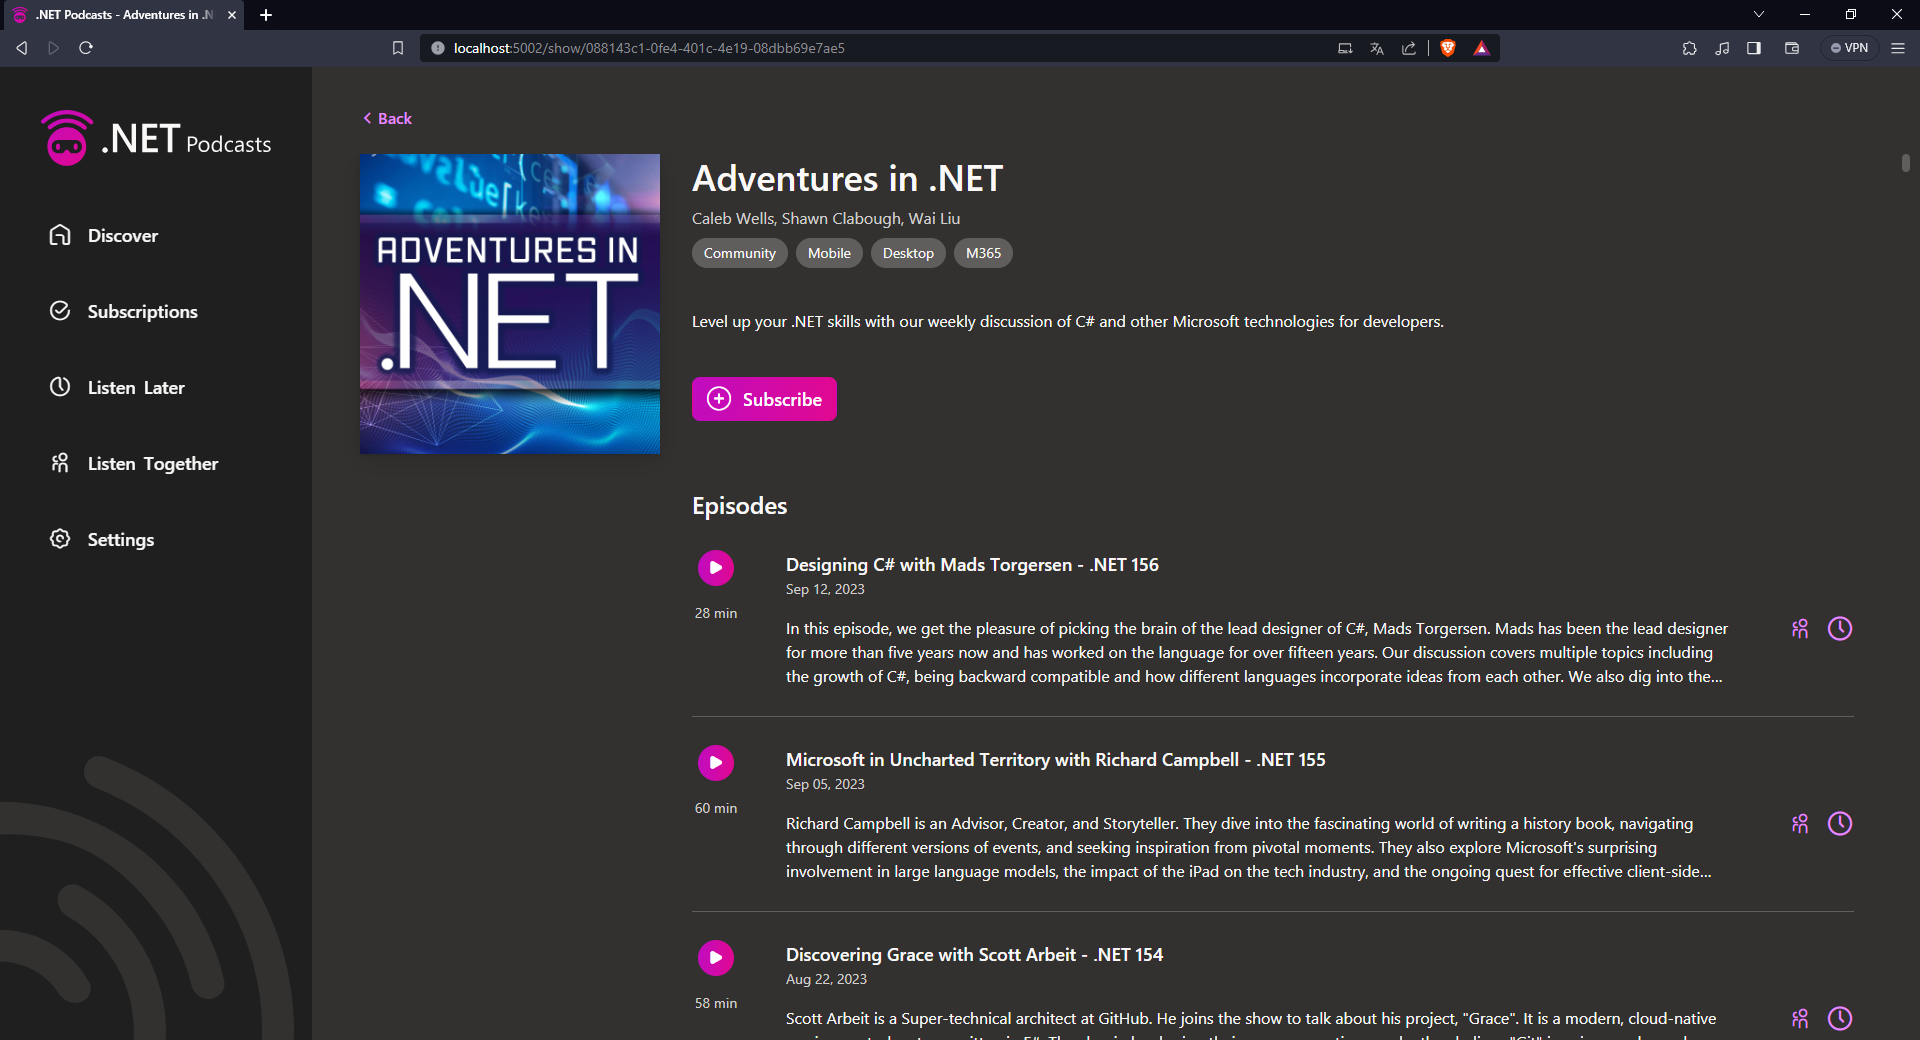 .NET Podcasts - Adventures in .N
localhost:5002/show/088143c1-0fe4-401c-4e19-08dbb69e7ae5
VPN
.NET Podcasts
Discover
Subscriptions
Listen Later
Listen Together
Settings
Back
ADVENTURES IN
.NET
Adventures in .NET
Caleb Wells, Shawn Clabough, Wai Liu
Community Mobile Desktop M365
Level up your .NET skills with our weekly discussion of C# and other Microsoft technologies for developers.
Subscribe
Episodes
Designing C# with Mads Torgersen - .NET 156
Sep 12, 2023
28 min
In this episode, we get the pleasure of picking the brain of the lead designer of C#, Mads Torgersen. Mads has been the lead designer
for more than five years now and has worked on the language for over fifteen years. Our discussion covers multiple topics including
the growth of C#, being backward compatible and how different languages incorporate ideas from each other. We also dig into the...
Microsoft in Uncharted Territory with Richard Campbell - .NET 155
Sep 05, 2023
60 min
Richard Campbell is an Advisor, Creator, and Storyteller. They dive into the fascinating world of writing a history book, navigating
through different versions of events, and seeking inspiration from pivotal moments. They also explore Microsoft's surprising
involvement in large language models, the impact of the iPad on the tech industry, and the ongoing quest for effective client-side...
Discovering Grace with Scott Arbeit - .NET 154
Aug 22, 2023
58 min
Scott Arbeit is a Super-technical architect at GitHub. He joins the show to talk about his project, "Grace". It is a modern, cloud-native